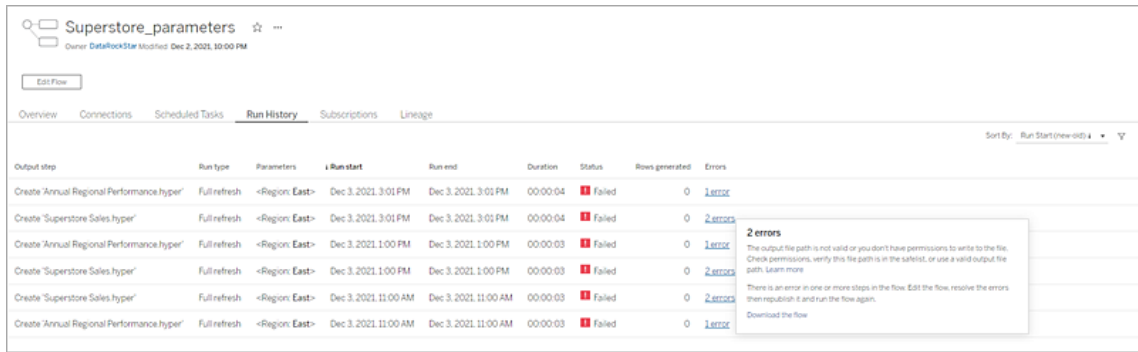 Superstore_parameters
Owner DataRockStar Modified Dec 2, 2021, 10:00 PM
Edit Flow
Overview Connections Scheduled Tasks Run History Subscriptions Lineage
Sort By: Run Start (new-old)
Output step Run type Parameters Run start Run end Duration Status Rows generated Errors
Create 'Annual Regional Performance.hyper' Full refresh <Region: East> Dec 3, 2021, 3:01 PM Dec 3, 2021, 3:01 PM 00:00:04 Failed 0 1 error
Create 'Superstore Sales.hyper' Full refresh <Region: East> Dec 3, 2021, 3:01 PM Dec 3, 2021, 3:01 PM 00:00:04 Failed 0 2 errors
Create 'Annual Regional Performance.hyper' Full refresh <Region: East> Dec 3, 2021, 1:00 PM Dec 3, 2021, 1:00 PM 00:00:03 Failed 0 1 error
Create 'Superstore Sales.hyper' Full refresh <Region: East> Dec 3, 2021, 1:00 PM Dec 3, 2021, 1:00 PM 00:00:03 Failed 0 2 errors
Create 'Superstore Sales.hyper' Full refresh <Region: East> Dec 3, 2021, 11:00 AM Dec 3, 2021, 11:00 AM 00:00:03 Failed 0 2 errors
Create 'Annual Regional Performance.hyper' Full refresh <Region: East> Dec 3, 2021, 11:00 AM Dec 3, 2021, 11:00 AM 00:00:03 Failed 0 1 error
2 errors
The output file path is not valid or you don't have permissions to write to the file.
Check permissions, verify this file path is in the safelist, or use a valid output file
path. Learn more
There is an error in one or more steps in the flow. Edit the flow, resolve the errors
then republish it and run the flow again.
Download the flow